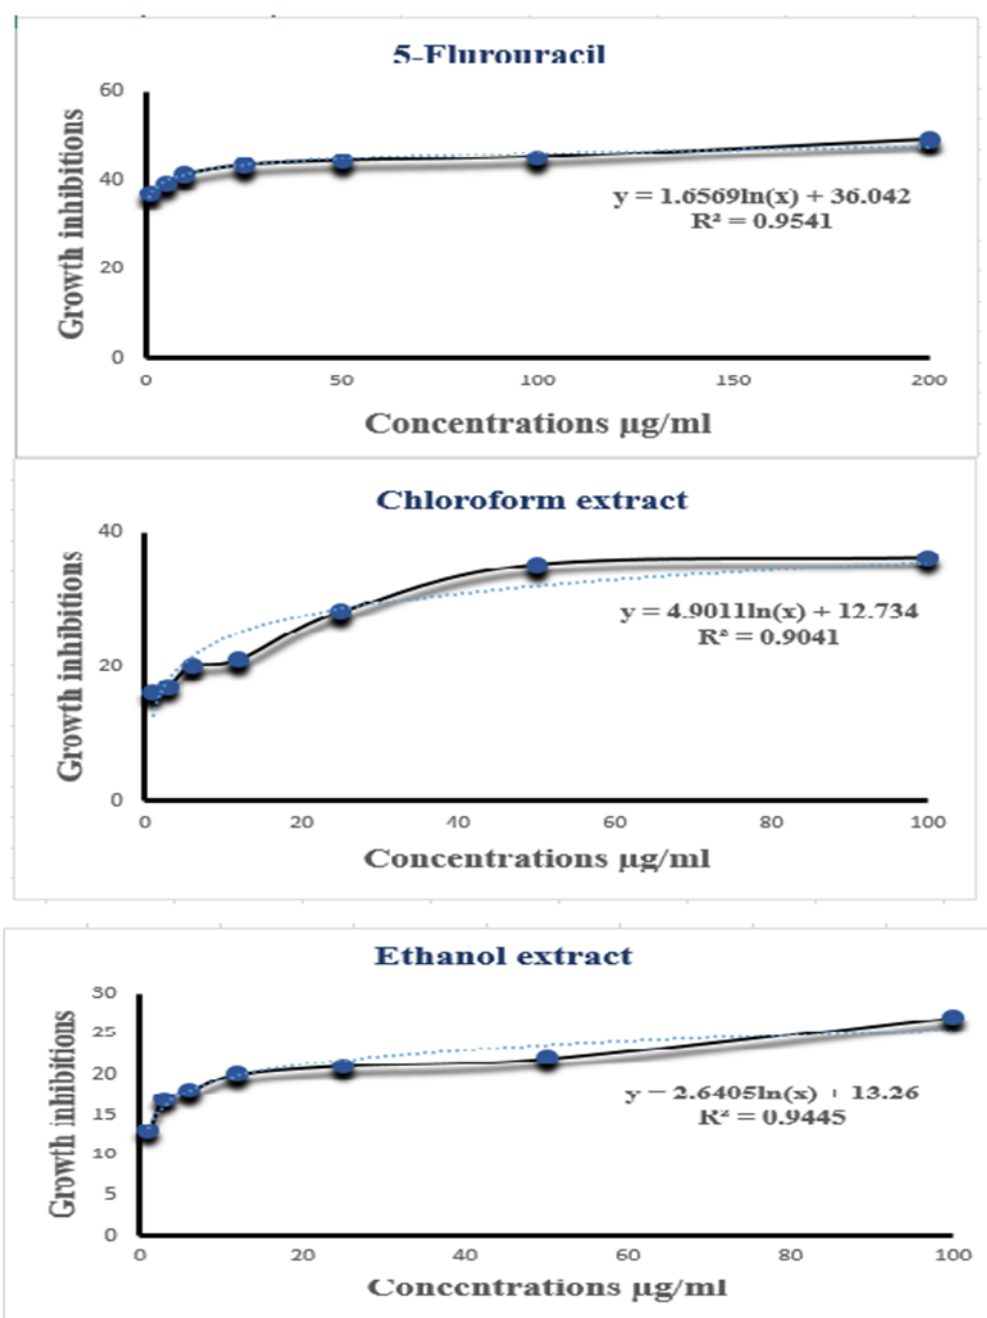 5-Flurouracil
60
40
20
0
Growth inhibitions
y = 1.6569ln(x) + 36.042
R² = 0.9541
0 50 100 150 200
Concentrations µg/ml
Chloroform extract
40
20
0
Growth inhibitions
y = 4.9011ln(x) + 12.734
R² = 0.9041
0 20 40 60 80 100
Concentrations µg/ml
Ethanol extract
30
25
20
15
10
5
0
Growth inhibitions
y = 2.6405ln(x) + 13.26
R² = 0.9445
0 20 40 60 80 100
Concentrations µg/ml